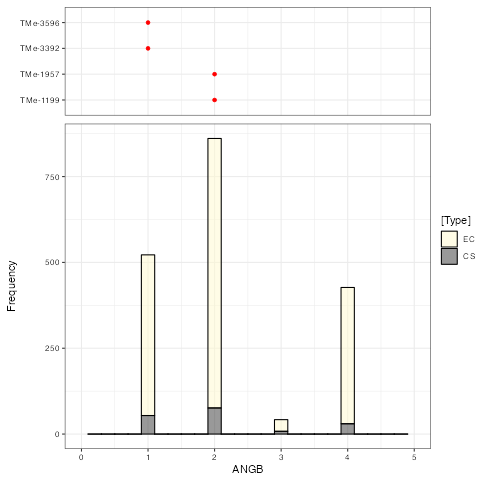 TMe-3596
TMe-3392
TMe-1957
TMe-1199
750
500
250
0
Frequency
0 1 2 3 4 5
ANGB
[Type]
EC
CS